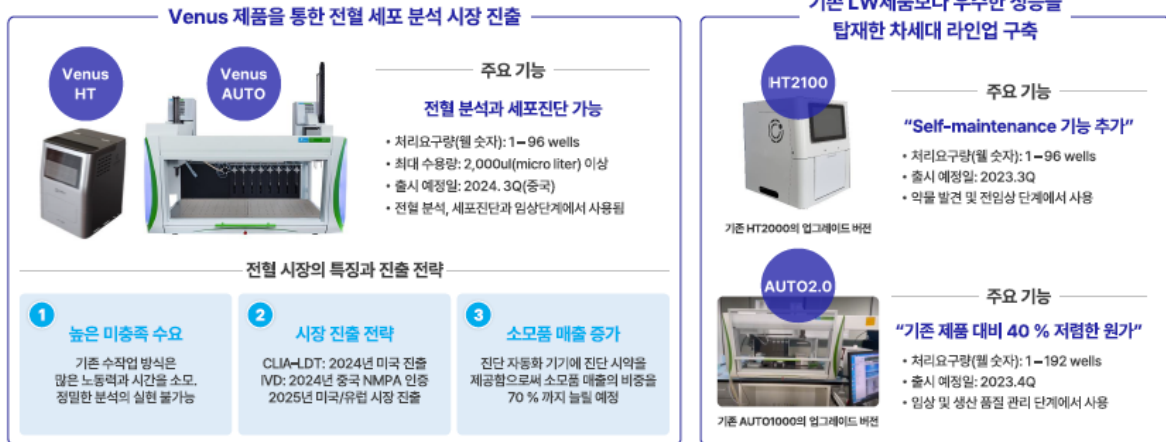 Venus 제품을 통한 전혈 세포 분석 시장 진출
Venus
HT
Venus
AUTO
주요 기능
전혈 분석과 세포진단 가능
• 처리요구량(웰 숫자): 1–96 wells
• 최대 수용량: 2,000ul(micro liter) 이상
• 출시 예정일: 2024. 3Q(중국)
• 전혈 분석, 세포진단과 임상단계에서 사용됨
전혈 시장의 특징과 진출 전략
1
높은 미충족 수요
기존 수작업 방식은
많은 노동력과 시간을 소모.
정밀한 분석의 실현 불가능
2
시장 진출 전략
CLIA-LDT: 2024년 미국 진출
IVD: 2024년 중국 NMPA 인증
2025년 미국/유럽 시장 진출
3
소모품 매출 증가
진단 자동화 기기에 진단 시약을
제공함으로써 소모품 매출의 비중을
70 % 까지 늘릴 예정
기존 LW제품보다 우수한 성능을
탑재한 차세대 라인업 구축
HT2100
기존 HT2000의 업그레이드 버전
주요 기능
“Self-maintenance 기능 추가”
• 처리요구량(웰 숫자): 1–96 wells
• 출시 예정일: 2023.3Q
• 약물 발견 및 전임상 단계에서 사용
AUTO2.0
기존 AUTO1000의 업그레이드 버전
주요 기능
“기존 제품 대비 40 % 저렴한 원가”
• 처리요구량(웰 숫자): 1–192 wells
• 출시 예정일: 2023.4Q
• 임상 및 생산 품질 관리 단계에서 사용